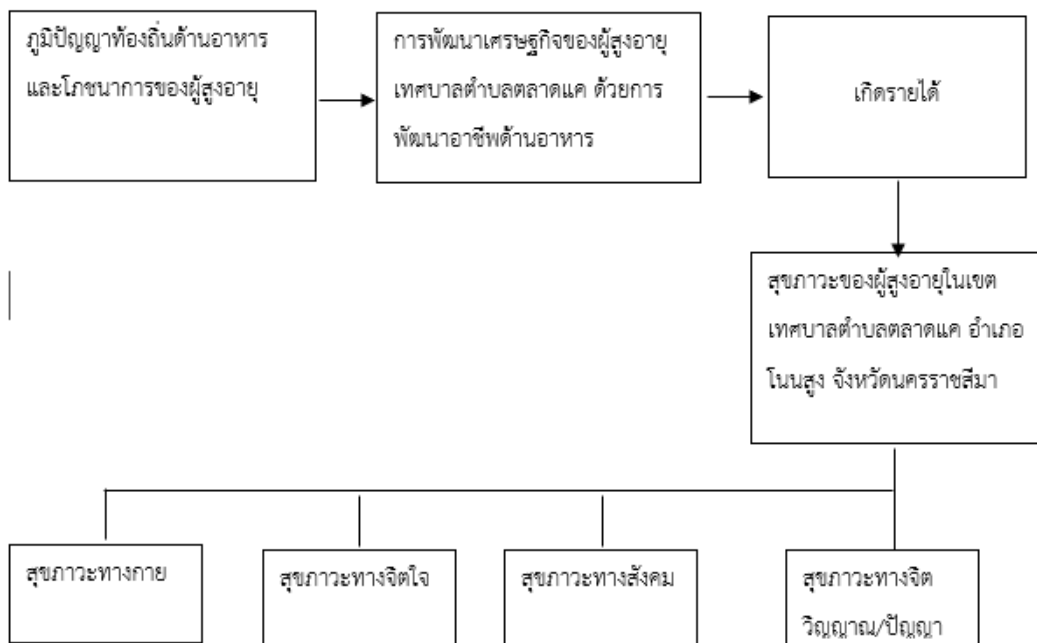 ภูมิปัญญาท้องถิ่นด้านอาหาร
และโภชนาการของผู้สูงอายุ
การพัฒนาเศรษฐกิจของผู้สูงอายุ
เทศบาลตำบลตลาดแค ด้วยการ
พัฒนาอาชีพด้านอาหาร
เกิดรายได้
สุขภาวะของผู้สูงอายุในเขต
เทศบาลตำบลตลาดแค อำเภอ
โนนสูง จังหวัดนครราชสีมา
สุขภาวะทางกาย
สุขภาวะทางจิตใจ
สุขภาวะทางสังคม
สุขภาวะทางจิต
วิญญาณ/ปัญญา